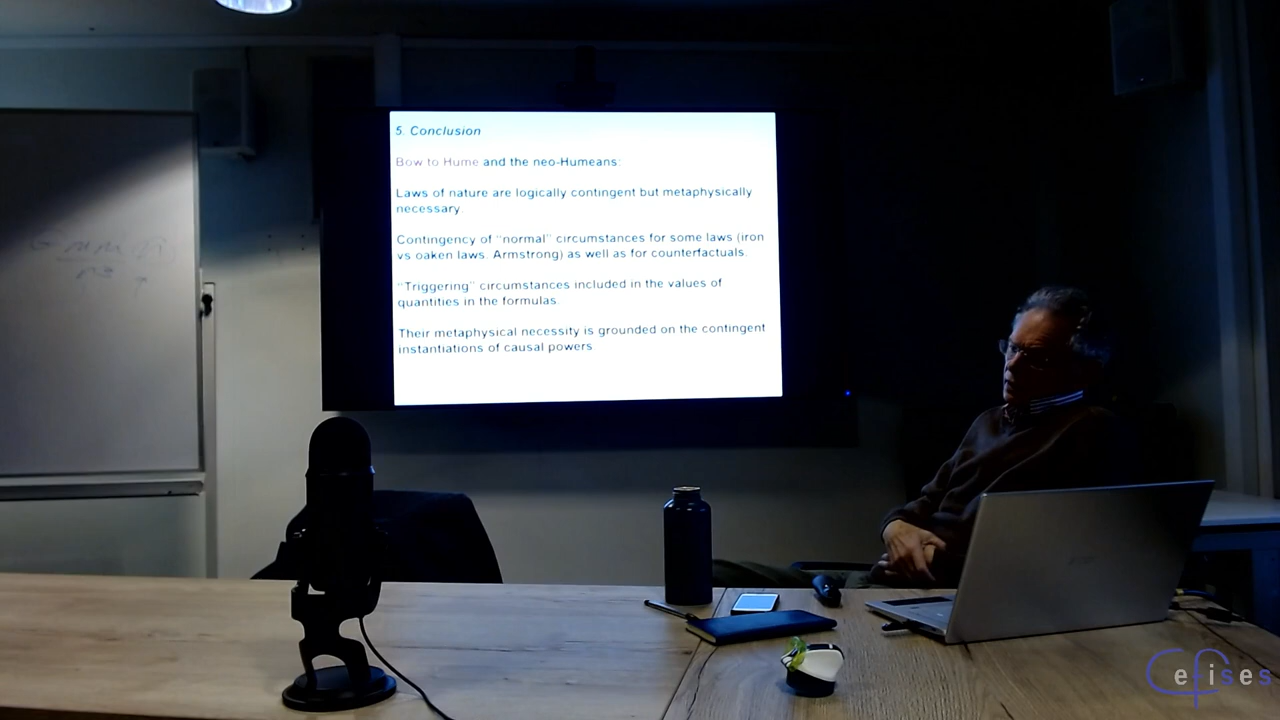 5. Conclusion
Bow to Hume and the neo-Humeans:
Laws of nature are logically contingent but metaphysically
necessary.
Contingency of “normal” circumstances for some laws (iron
vs oaken laws. Armstrong) as well as for counterfactuals.
“Triggering” circumstances included in the values of
quantities in the formulas.
Their metaphysical necessity is grounded on the contingent
instantiations of causal powers
Cefises